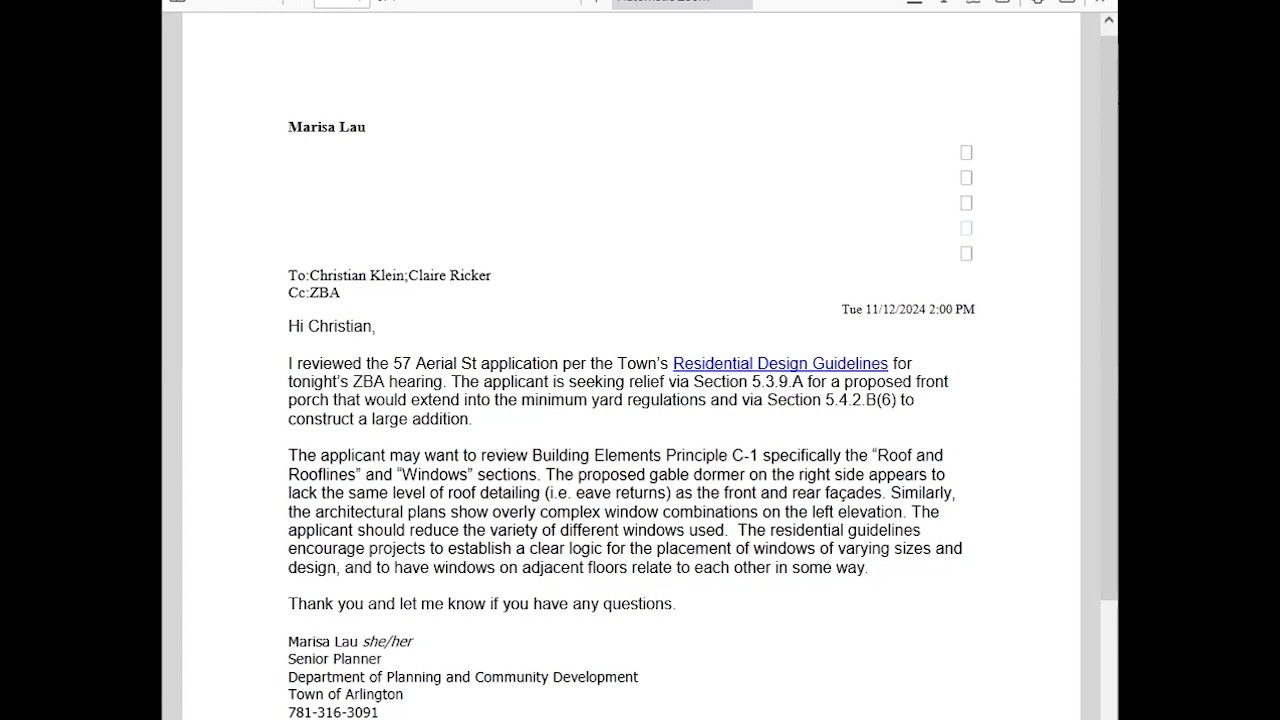 Marisa Lau
To:Christian Klein;Claire Ricker
Cc:ZBA
Tue 11/12/2024 2:00 PM
Hi Christian,
I reviewed the 57 Aerial St application per the Town’s Residential Design Guidelines for
tonight’s ZBA hearing. The applicant is seeking relief via Section 5.3.9.A for a proposed front
porch that would extend into the minimum yard regulations and via Section 5.4.2.B(6) to
construct a large addition.
The applicant may want to review Building Elements Principle C-1 specifically the “Roof and
Rooflines” and “Windows” sections. The proposed gable dormer on the right side appears to
lack the same level of roof detailing (i.e. eave returns) as the front and rear façades. Similarly,
the architectural plans show overly complex window combinations on the left elevation. The
applicant should reduce the variety of different windows used.  The residential guidelines
encourage projects to establish a clear logic for the placement of windows of varying sizes and
design, and to have windows on adjacent floors relate to each other in some way.
Thank you and let me know if you have any questions.
Marisa Lau she/her
Senior Planner
Department of Planning and Community Development
Town of Arlington
781-316-3091